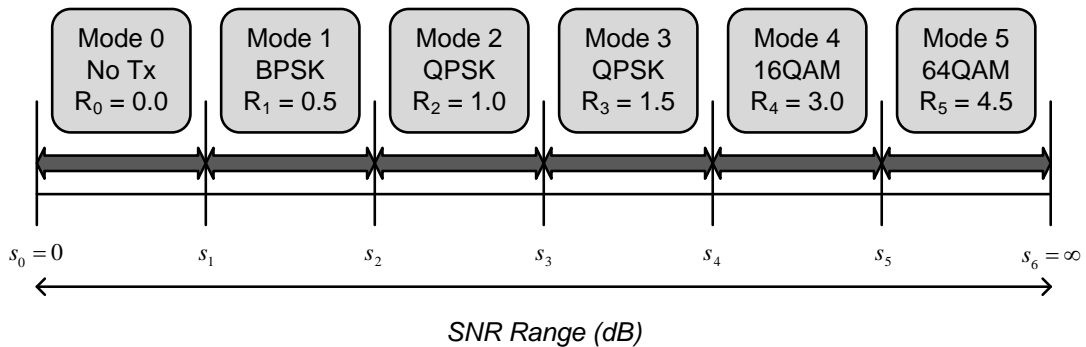 Mode 0
No Tx
R₀ = 0.0
Mode 1
BPSK
R₁ = 0.5
Mode 2
QPSK
R₂ = 1.0
Mode 3
QPSK
R₃ = 1.5
Mode 4
16QAM
R₄ = 3.0
Mode 5
64QAM
R₅ = 4.5
s₀ = 0
s₁
s₂
s₃
s₄
s₅
s₆ = ∞
SNR Range (dB)